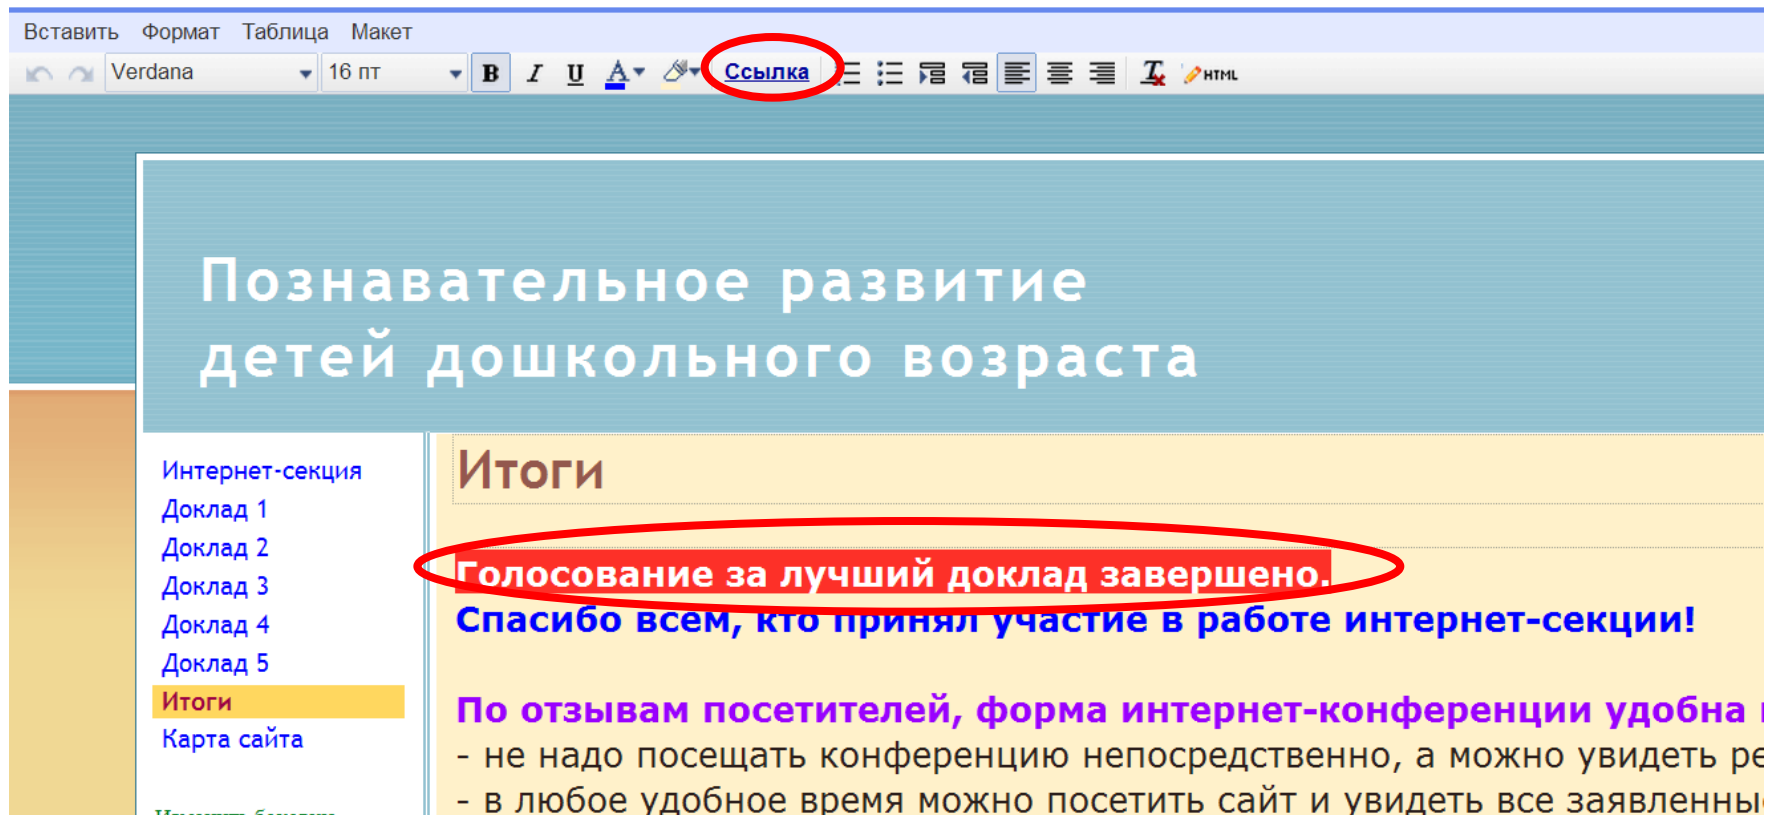 Вставить Формат Таблица Макет
Verdana 16 пт B I U A Ссылка T HTML
Познавательное развитие
детей дошкольного возраста
Интернет-секция
Доклад 1
Доклад 2
Доклад 3
Доклад 4
Доклад 5
Итоги
Карта сайта
Итоги
Голосование за лучший доклад завершено.
Спасибо всем, кто принял участие в работе интернет-секции!
По отзывам посетителей, форма интернет-конференции удобна
- не надо посещать конференцию непосредственно, а можно увидеть
- в любое удобное время можно посетить сайт и увидеть все